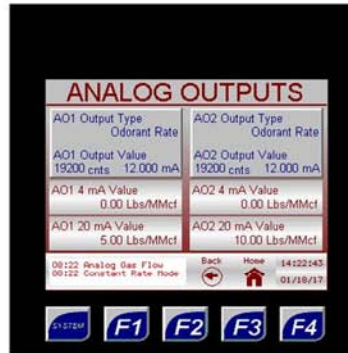 ANALOG OUTPUTS
AO1 Output Type
Odorant Rate
AO1 Output Value
19200 cnts 12.000 mA
AO2 Output Type
Odorant Rate
AO2 Output Value
19200 cnts 12.000 mA
AO1 4 mA Value
0.00 Lbs/MMcf
AO2 4 mA Value
0.00 Lbs/MMcf
AO1 20 mA Value
5.00 Lbs/MMcf
AO2 20 mA Value
10.00 Lbs/MMcf
08:22 Analog Gas Flow
00:22 Constant Rate Mode
Back
Home
14:22:43
01/18/17
SYSTEM F1 F2 F3 F4